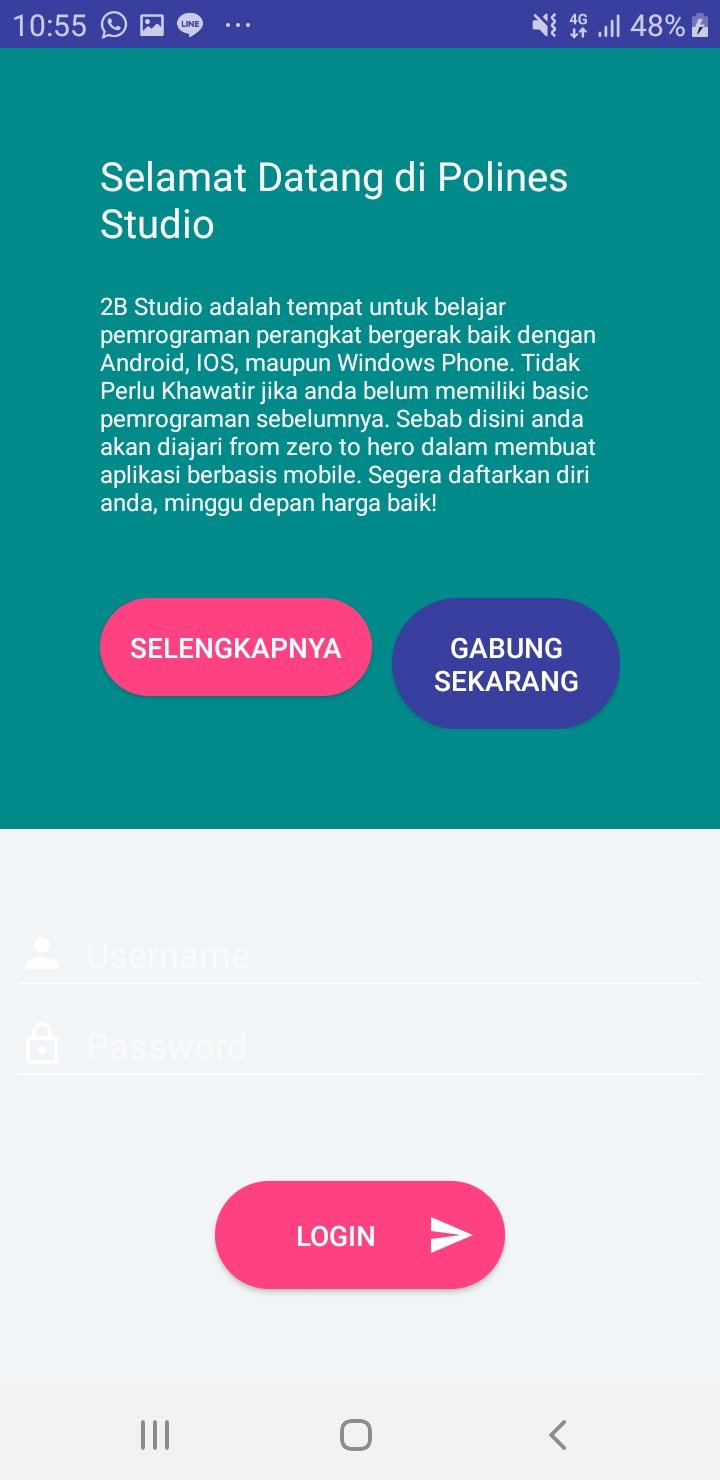 10:55 LINE 4G 48%
Selamat Datang di Polines
Studio
2B Studio adalah tempat untuk belajar
pemrograman perangkat bergerak baik dengan
Android, IOS, maupun Windows Phone. Tidak
Perlu Khawatir jika anda belum memiliki basic
pemrograman sebelumnya. Sebab disini anda
akan diajari from zero to hero dalam membuat
aplikasi berbasis mobile. Segera daftarkan diri
anda, minggu depan harga baik!
SELENGKAPNYA
GABUNG
SEKARANG
Username
Password
LOGIN